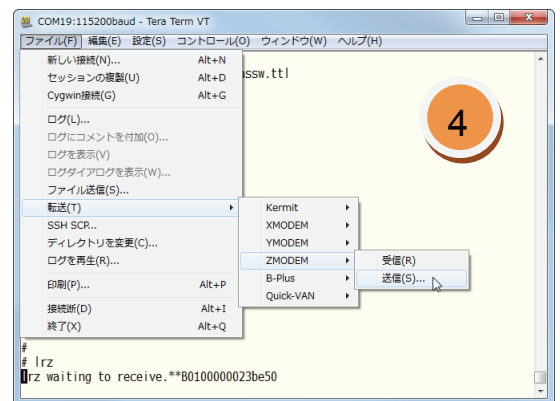 COM19:115200baud - Tera Term VT
ファイル(F) 編集(E) 設定(S) コントロール(O) ウィンドウ(W) ヘルプ(H)
新しい接続(N)... Alt+N
セッションの複製(U) Alt+D
ssw.ttl
Cygwin接続(G) Alt+G
ログ(L)...
4
ログにコメントを付加(O)...
ログを表示(V)
ログダイアログを表示(W)...
ファイル送信(S)...
転送(T) Kermit
SSH SCP... XMODEM
ディレクトリを変更(C)... YMODEM
ログを再生(R)... ZMODEM 受信(R)
印刷(P)... Alt+P B-Plus 送信(S)...
Quick-VAN
接続断(D) Alt+I
終了(X) Alt+Q
#
# lrz
lrz waiting to receive.**B0100000023be50